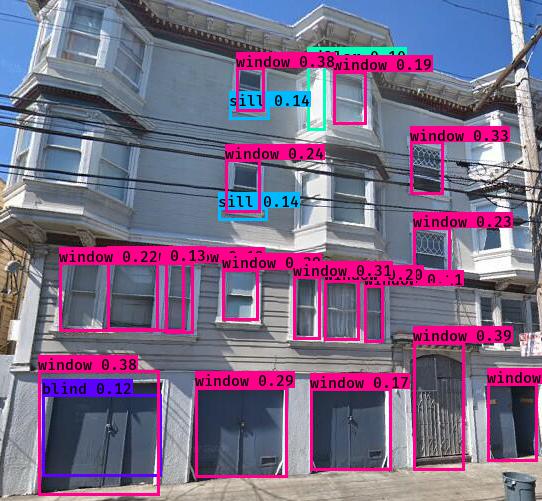 pillar 0.10
window 0.38
window 0.19
sill 0.14
window 0.33
window 0.24
sill 0.14
window 0.23
window 0.22
0.13
window 0.31
0.20
window 0.38
window 0.39
blind 0.12
window 0.29
window 0.17
window